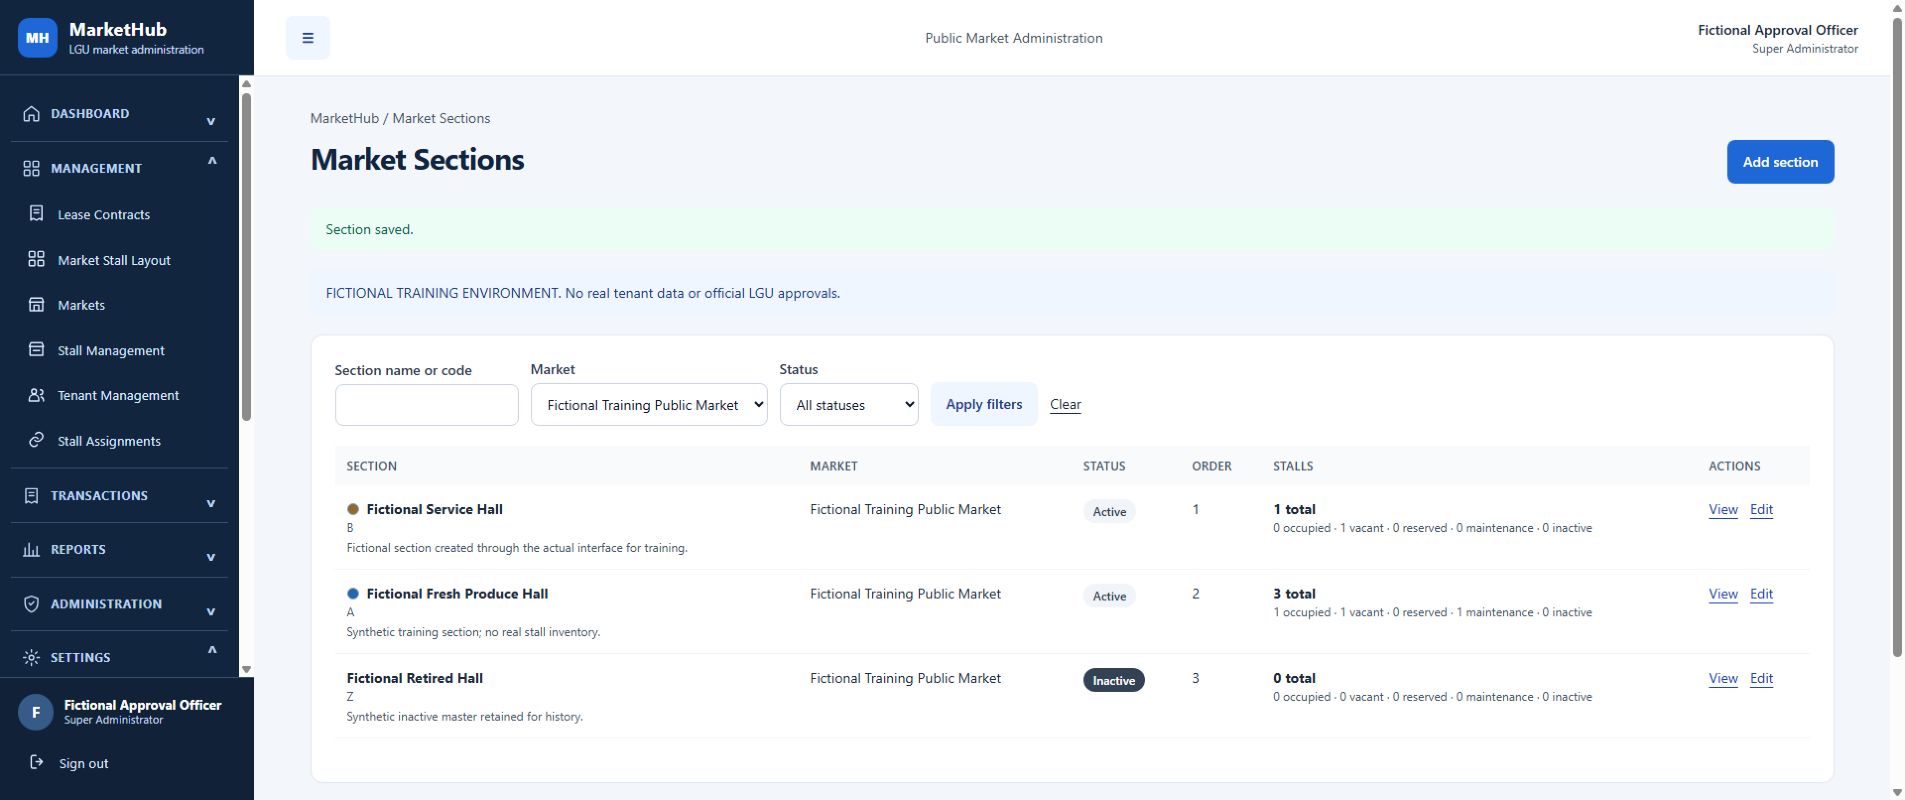 MH
MarketHub
LGU market administration
DASHBOARD
MANAGEMENT
Lease Contracts
Market Stall Layout
Markets
Stall Management
Tenant Management
Stall Assignments
TRANSACTIONS
REPORTS
ADMINISTRATION
SETTINGS
F
Fictional Approval Officer
Super Administrator
Sign out
Public Market Administration
Fictional Approval Officer
Super Administrator
MarketHub / Market Sections
Market Sections
Add section
Section saved.
FICTIONAL TRAINING ENVIRONMENT. No real tenant data or official LGU approvals.
Section name or code
Market
Status
Fictional Training Public Market
All statuses
Apply filters
Clear
SECTION MARKET STATUS ORDER STALLS ACTIONS
Fictional Service Hall Fictional Training Public Market Active 1 1 total View Edit
B 0 occupied · 1 vacant · 0 reserved · 0 maintenance · 0 inactive
Fictional section created through the actual interface for training.
Fictional Fresh Produce Hall Fictional Training Public Market Active 2 3 total View Edit
A 1 occupied · 1 vacant · 0 reserved · 1 maintenance · 0 inactive
Synthetic training section; no real stall inventory.
Fictional Retired Hall Fictional Training Public Market Inactive 3 0 total View Edit
Z 0 occupied · 0 vacant · 0 reserved · 0 maintenance · 0 inactive
Synthetic inactive master retained for history.